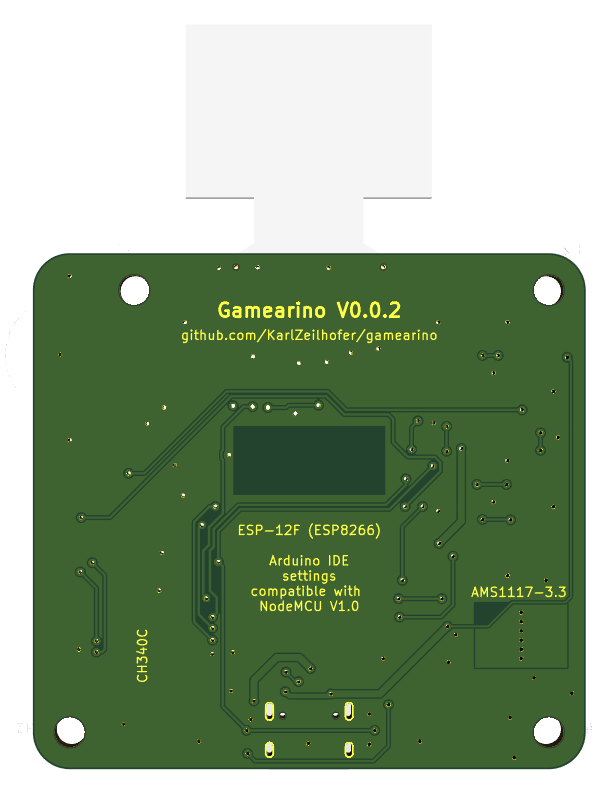 Gamearino V0.0.2
github.com/KarlZeilhofer/gamearino
ESP-12F (ESP8266)
Arduino IDE
settings
compatible with
NodeMCU V1.0
AMS1117-3.3
CH340C